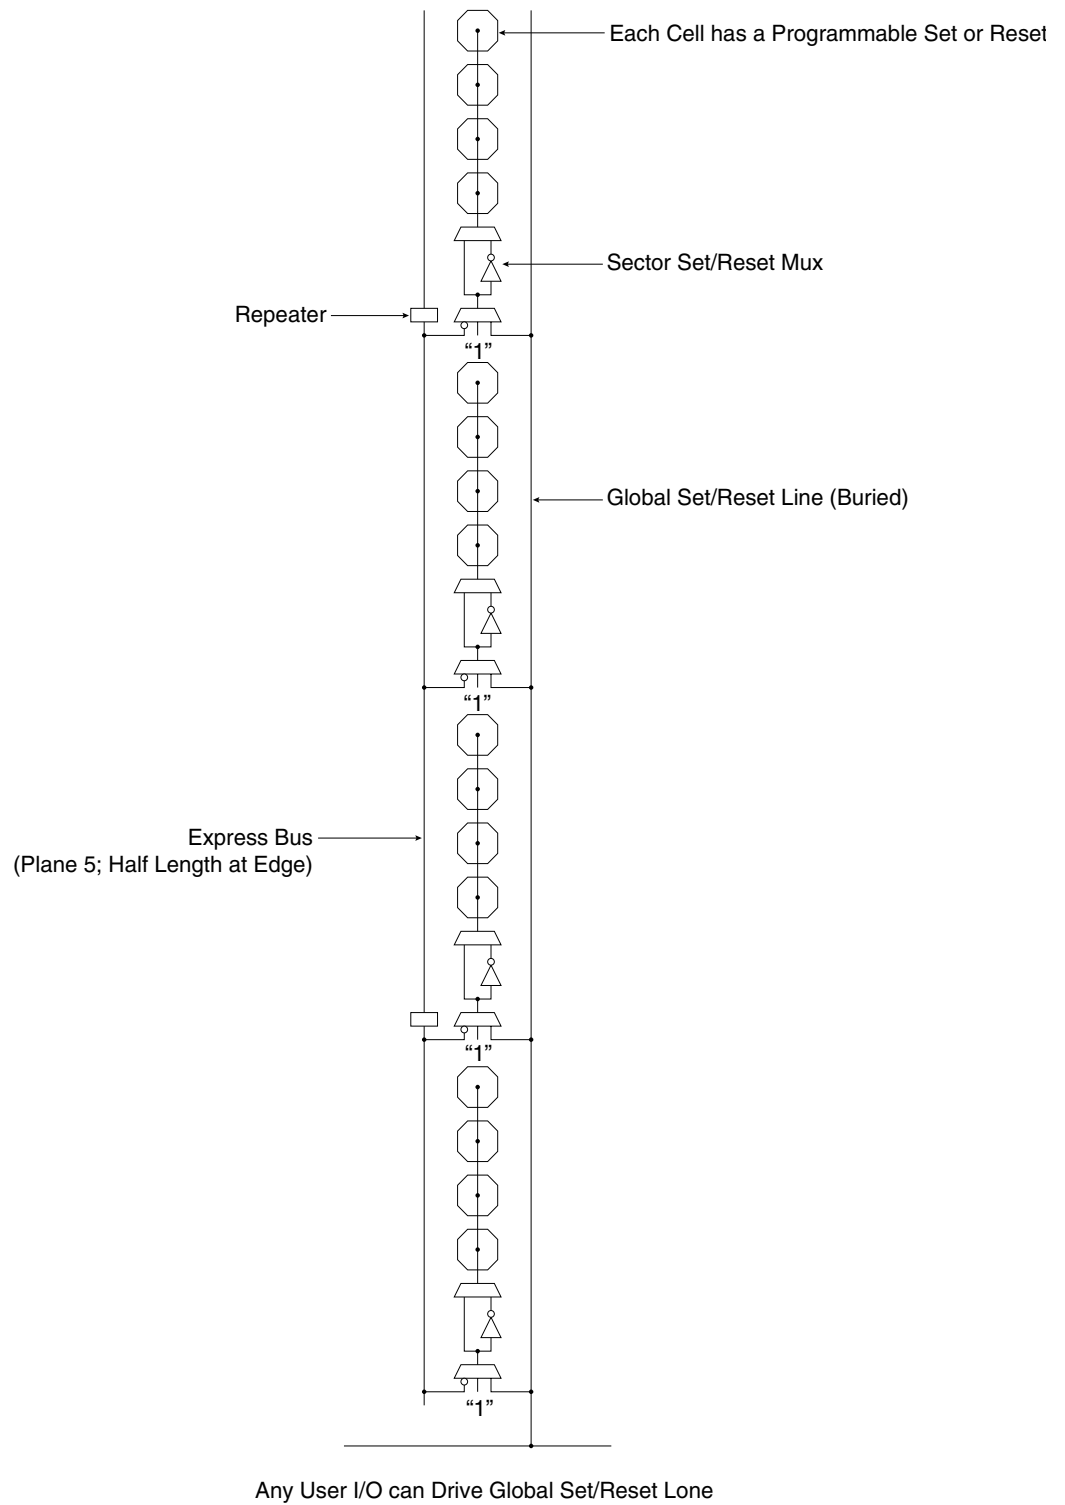 Each Cell has a Programmable Set or Reset
Sector Set/Reset Mux
Repeater
“1”
Global Set/Reset Line (Buried)
“1”
Express Bus
(Plane 5; Half Length at Edge)
“1”
“1”
Any User I/O can Drive Global Set/Reset Lone